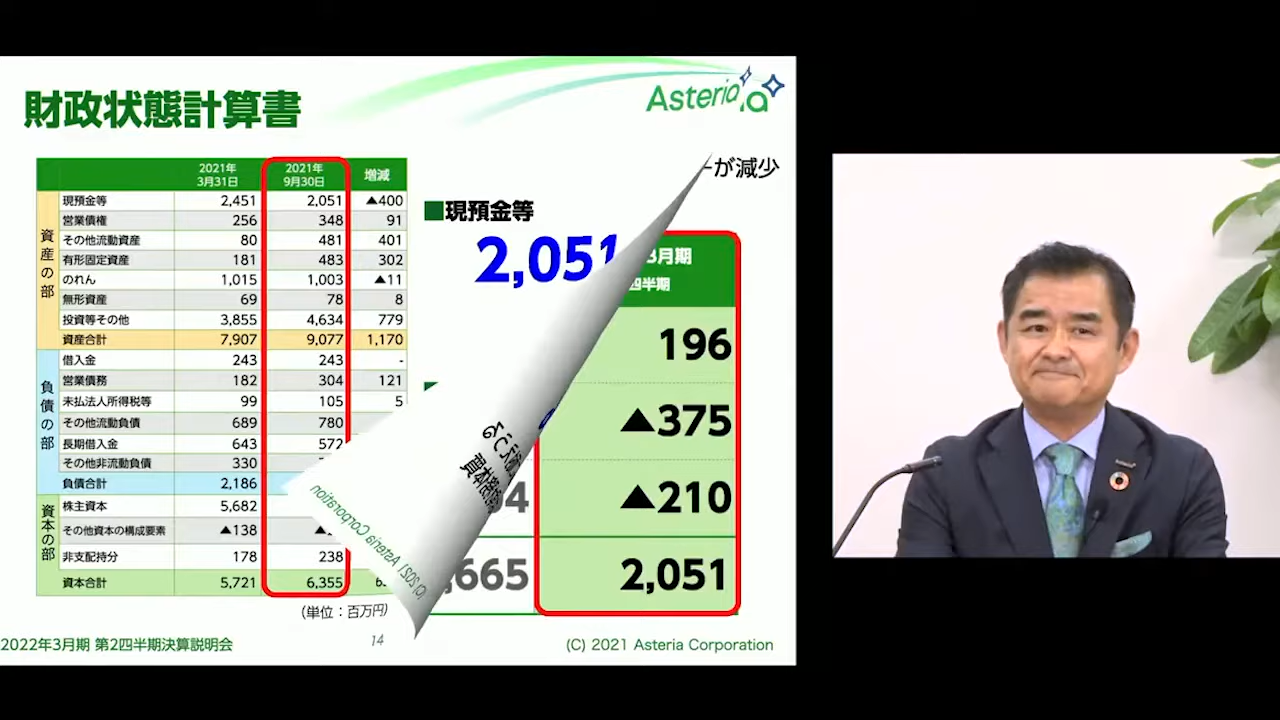 財政状態計算書
Asteria
2021年3月31日 2021年9月30日 増減
資産の部
現預金等 2,451 2,051 ▲400
営業債権 256 348 91
その他流動資産 80 481 401
有形固定資産 181 483 302
のれん 1,015 1,003 ▲11
無形資産 69 78 8
投資等その他 3,855 4,634 779
資産合計 7,907 9,077 1,170
負債の部
借入金 243 243 -
営業債務 182 304 121
未払法人所得税等 99 105 5
その他流動負債 689 780
長期借入金 643 572
その他非流動負債 330
負債合計 2,186
資本の部
株主資本 5,682
その他資本の構成要素 ▲138 ▲
非支配持分 178 238
資本合計 5,721 6,355
(単位:百万円)
■現預金等
2,051
が減少
3月期
四半期
196
▲375
▲210
665 2,051
(C) 2021 Asteria Corporation
2022年3月期 第2四半期決算説明会
14
(C) 2021 Asteria Corporation